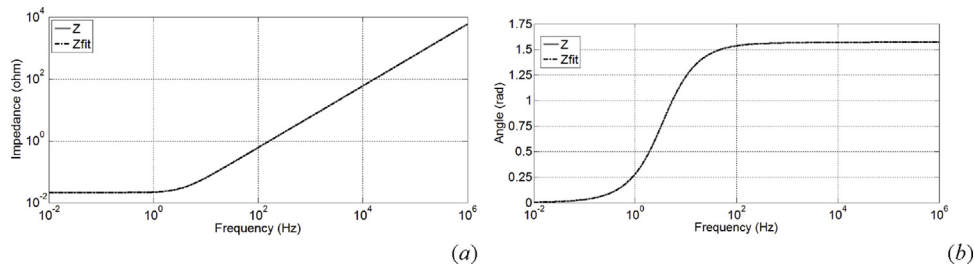 10^4
10^2
10^0
10^-2
Impedance (ohm)
Z
Zfit
10^-2
10^0
10^2
10^4
10^6
Frequency (Hz)
(a)
1.75
1.5
1.25
1
0.75
0.5
0.25
0
Angle (rad)
Z
Zfit
10^-2
10^0
10^2
10^4
10^6
Frequency (Hz)
(b)